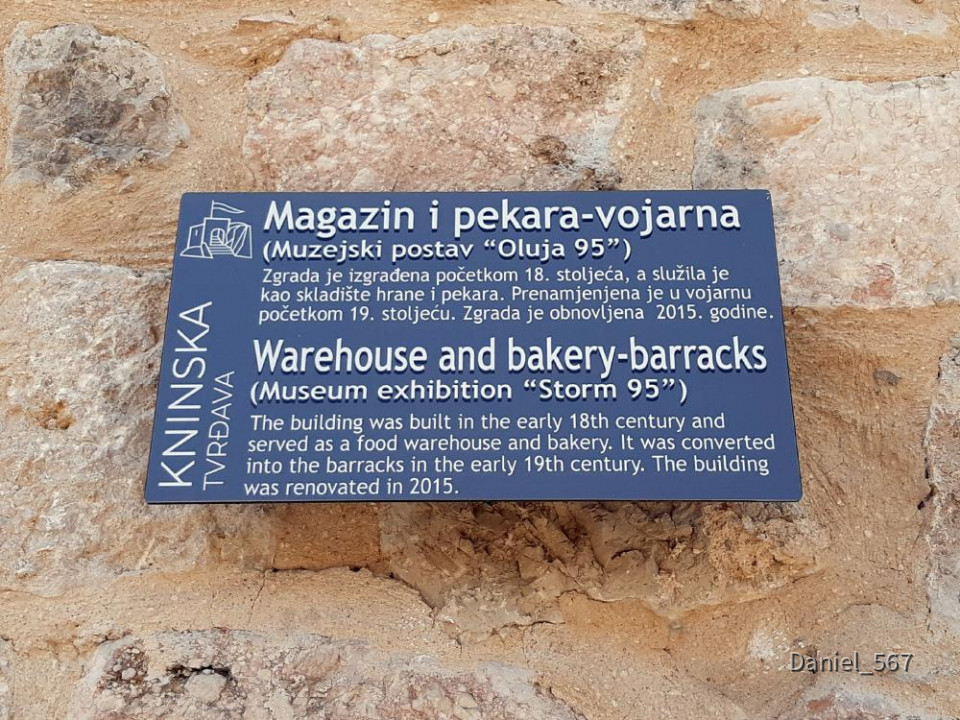 KNINSKA
TVRĐAVA
Magazin i pekara-vojarna
(Muzejski postav “Oluja 95”)
Zgrada je izgrađena početkom 18. stoljeća, a služila je
kao skladište hrane i pekara. Prenamjenjena je u vojarnu
početkom 19. stoljeću. Zgrada je obnovljena 2015. godine.
Warehouse and bakery-barracks
(Museum exhibition “Storm 95”)
The building was built in the early 18th century and
served as a food warehouse and bakery. It was converted
into the barracks in the early 19th century. The building
was renovated in 2015.
Daniel_567